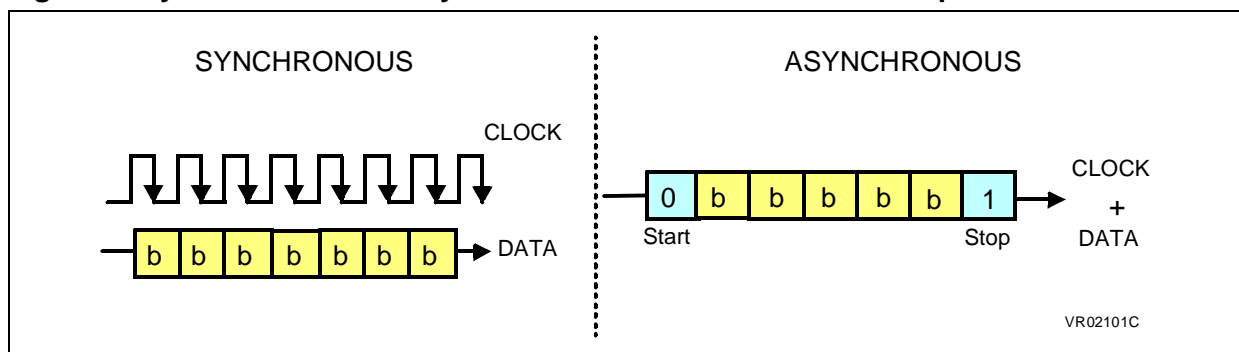 SYNCHRONOUS
CLOCK
b b b b b b b
DATA
ASYNCHRONOUS
0 b b b b b 1
Start
Stop
CLOCK
+
DATA
VR02101C